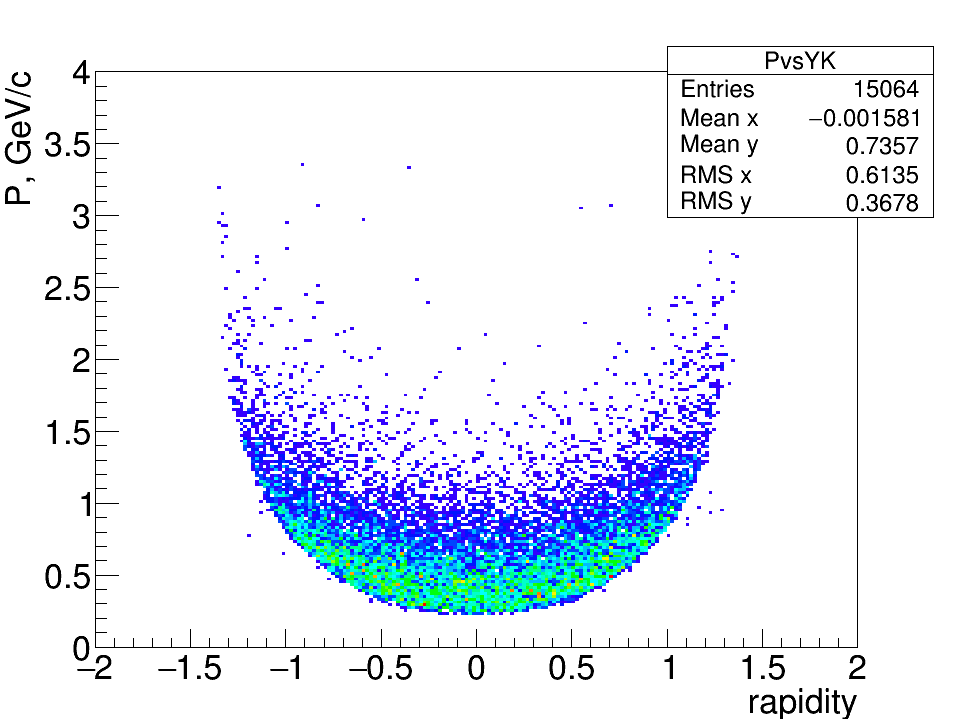 PvsYK
Entries 15064
Mean x −0.001581
Mean y 0.7357
RMS x 0.6135
RMS y 0.3678
P, GeV/c
4
3.5
3
2.5
2
1.5
1
0.5
0
−2 −1.5 −1 −0.5 0 0.5 1 1.5 2
rapidity